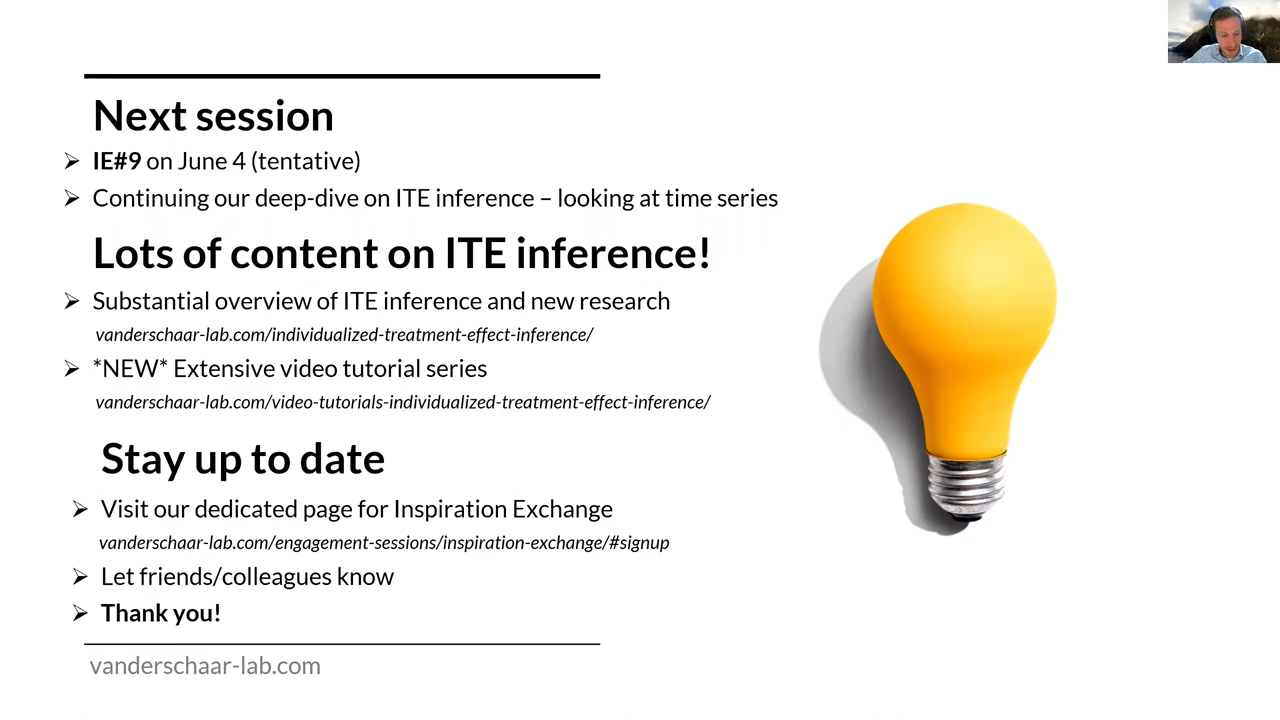 Next session
➢ IE#9 on June 4 (tentative)
➢ Continuing our deep-dive on ITE inference – looking at time series
Lots of content on ITE inference!
➢ Substantial overview of ITE inference and new research
vanderschaar-lab.com/individualized-treatment-effect-inference/
➢ *NEW* Extensive video tutorial series
vanderschaar-lab.com/video-tutorials-individualized-treatment-effect-inference/
Stay up to date
➢ Visit our dedicated page for Inspiration Exchange
vanderschaar-lab.com/engagement-sessions/inspiration-exchange/#signup
➢ Let friends/colleagues know
➢ Thank you!
vanderschaar-lab.com